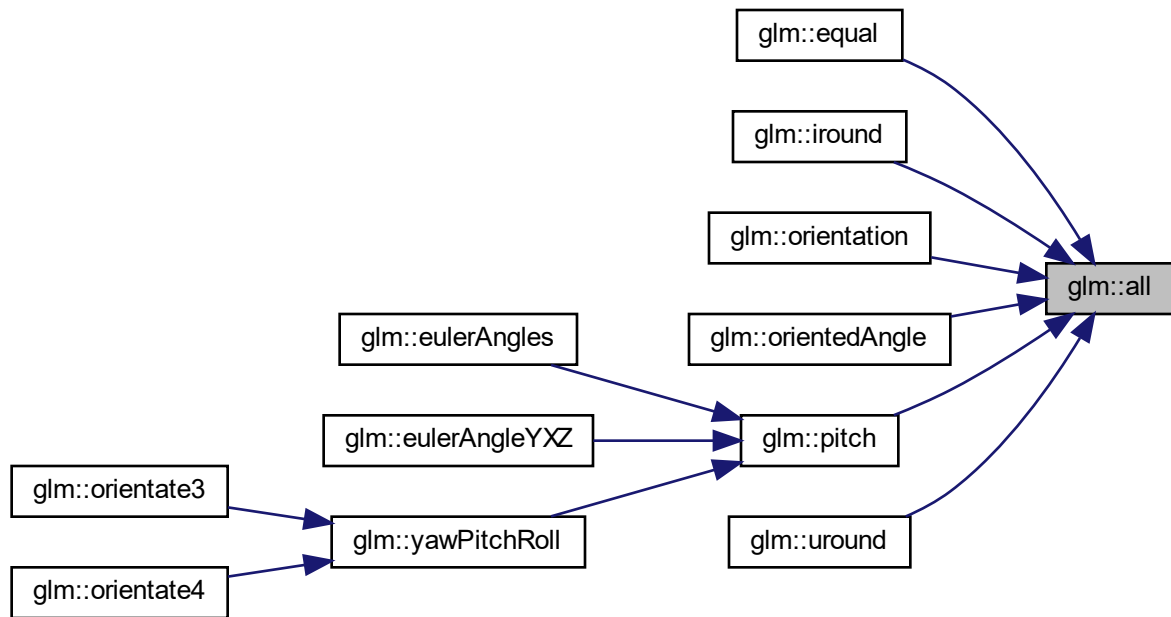 glm::equal
glm::iround
glm::orientation
glm::all
glm::orientedAngle
glm::eulerAngles
glm::eulerAngleYXZ
glm::pitch
glm::orientate3
glm::yawPitchRoll
glm::uround
glm::orientate4